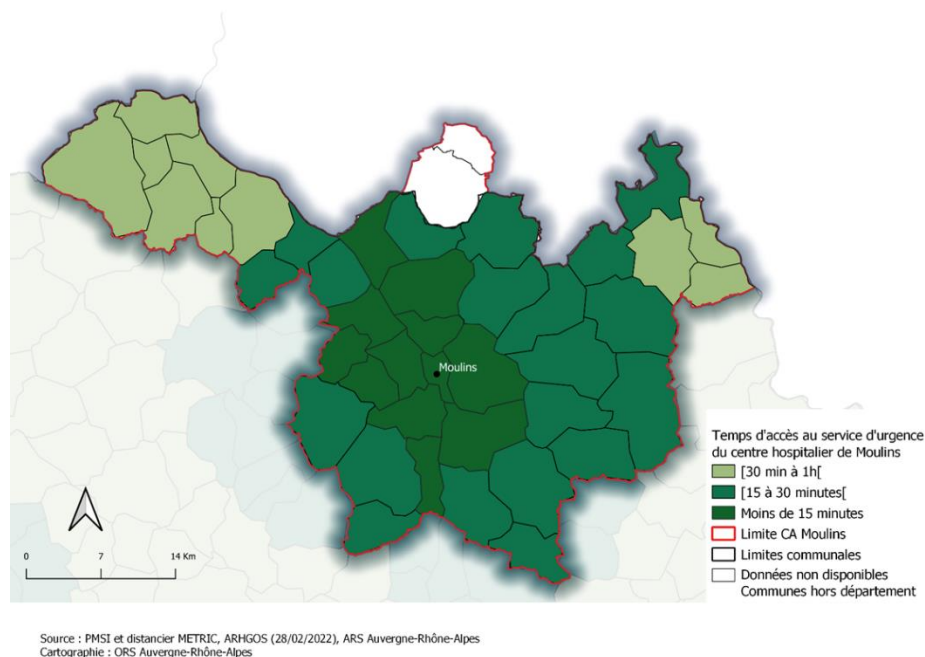 Moulins
Temps d'accès au service d'urgence
du centre hospitalier de Moulins
[30 min à 1h[
[15 à 30 minutes[
Moins de 15 minutes
Limite CA Moulins
Limites communales
Données non disponibles
Communes hors département
0 7 14 Km
Source : PMSI et distancier METRIC, ARHGOS (28/02/2022), ARS Auvergne-Rhône-Alpes
Cartographie : ORS Auvergne-Rhône-Alpes